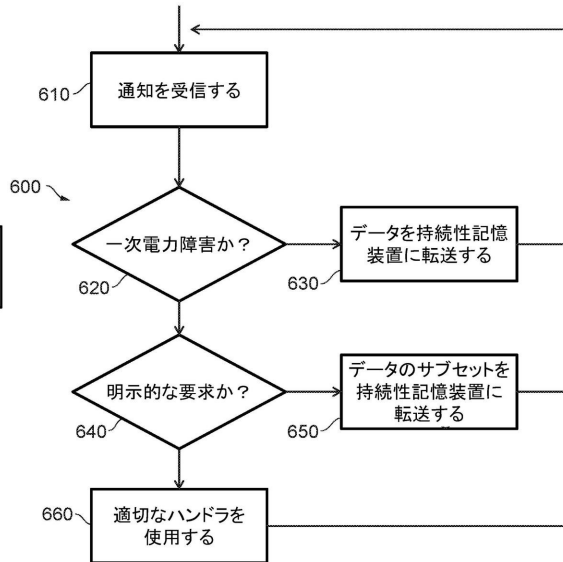 610
通知を受信する
600
一次電力障害か?
620
データを持続性記憶
装置に転送する
630
明示的な要求か?
640
データのサブセットを
持続性記憶装置に
転送する
650
660
適切なハンドラを
使用する